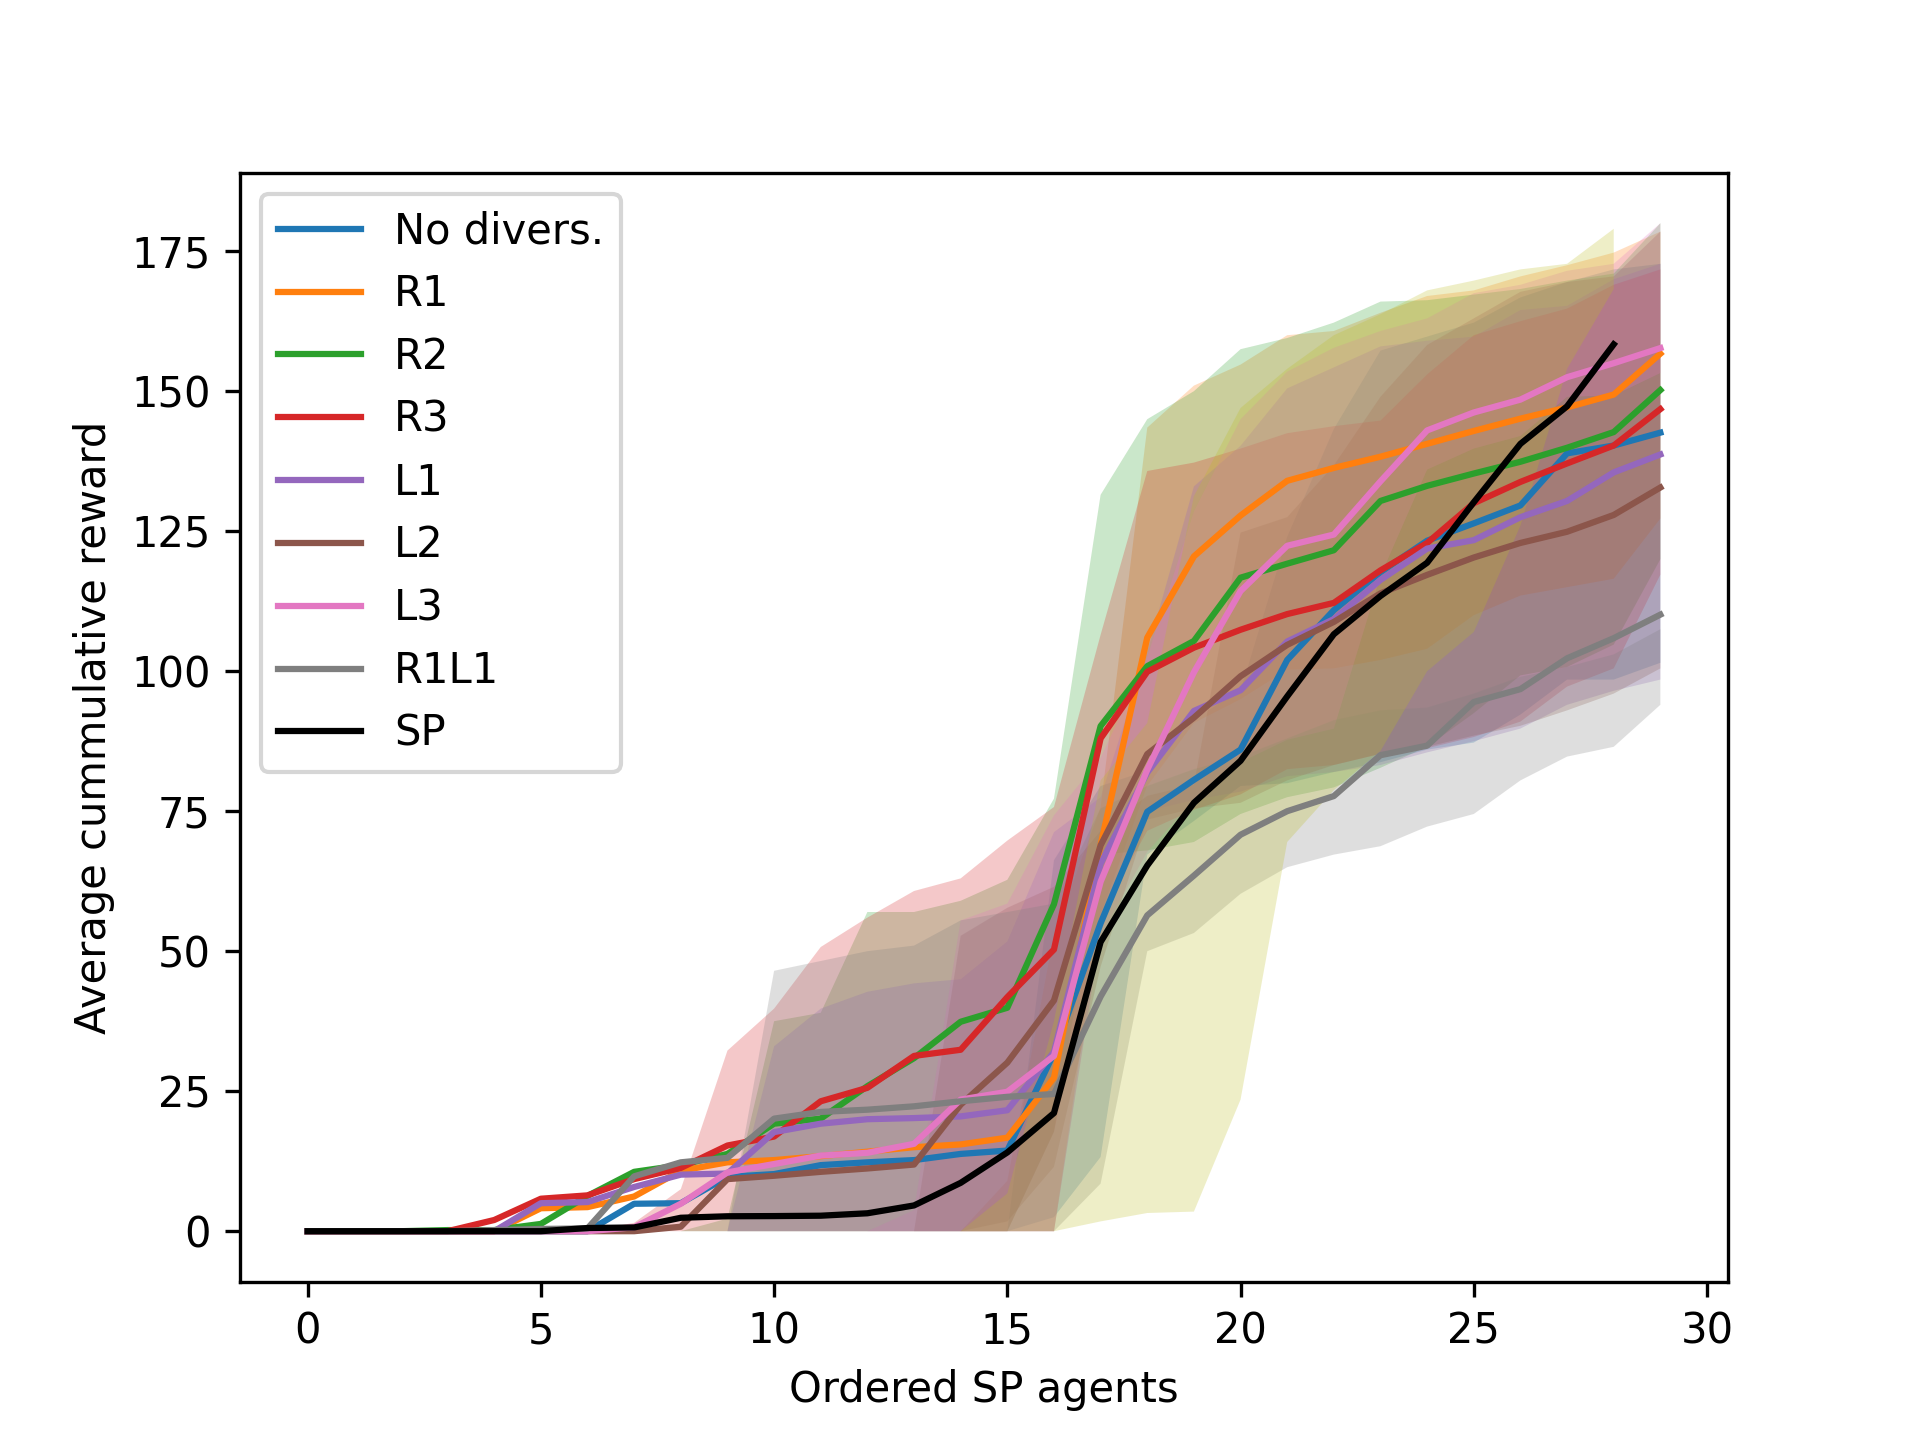 No divers.
R1
R2
R3
L1
L2
L3
R1L1
SP
175
150
125
100
75
50
25
0
Average cummulative reward
0 5 10 15 20 25 30
Ordered SP agents